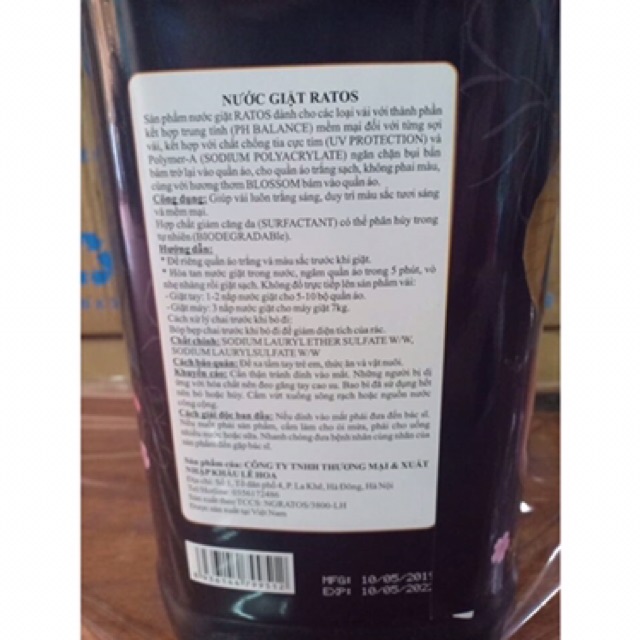 NƯỚC GIẶT RATOS
Sản phẩm nước giặt RATOS dành cho các loại vải với thành phần
kết hợp trung tính (PH BALANCE) mềm mại đối với từng sợi
vải, kết hợp với chất chống tia cực tím (UV PROTECTION) và
Polymer-A (SODIUM POLYACRYLATE) ngăn chặn bụi bẩn
bám trở lại vào quần áo, cho quần áo trắng sạch, không phai màu,
cùng với hương thơm BLOSSOM bám vào quần áo.
Công dụng: Giúp vải luôn trắng sáng, duy trì màu sắc tươi sáng
và mềm mại.
Hợp chất giảm căng da (SURFACTANT) có thể phân hủy trong
tự nhiên (BIODEGRADABle).
Hướng dẫn:
* Để riêng quần áo trắng và màu sắc trước khi giặt.
* Hòa tan nước giặt trong nước, ngâm quần áo trong 5 phút, vò
nhẹ nhàng rồi giặt sạch. Không đổ trực tiếp lên sản phẩm vải:
-Giặt tay: 1-2 nắp nước giặt cho 5-10 bộ quần áo.
-Giặt máy: 3 nắp nước giặt cho máy giặt 7kg.
Cách xử lý chai trước khi bỏ đi:
Bóp hẹp chai trước khi bỏ đi để giảm diện tích của rác.
Chất chính: SODIUM LAURYL ETHER SULFATE W/W,
SODIUM LAURYLSULFATE W/W
Cách bảo quản: Để xa tầm tay trẻ em, thức ăn và vật nuôi.
Khuyến cáo: Cẩn thận tránh dính vào mắt. Những người bị dị
ứng với hóa chất nên đeo găng tay cao su. Bao bì đã sử dụng hết
nên bỏ hoặc hủy. Cấm vứt xuống sông rạch hoặc nguồn nước
công cộng.
Cách giải độc ban đầu: Nếu dính vào mắt phải đưa đến bác sĩ.
Nếu nuốt phải sản phẩm, cấm làm cho ói mửa, phải cho uống
nhiều nước hoặc sữa. Nhanh chóng đưa bệnh nhân cùng nhãn của
sản phẩm đến gặp bác sĩ.
Sản phẩm của: CÔNG TY TNHH THƯƠNG MẠI & XUẤT
NHẬP KHẨU LÊ HOA
Địa chỉ: Số 1, Tổ dân phố 4, P. La Khê, Hà Đông, Hà Nội
Tel/Hotline: 0356172486
Sản xuất theo TCCS: NGRATOS/3800-LH
Được sản xuất tại Việt Nam
MFG: 10/05/2019
EXP: 10/05/2022